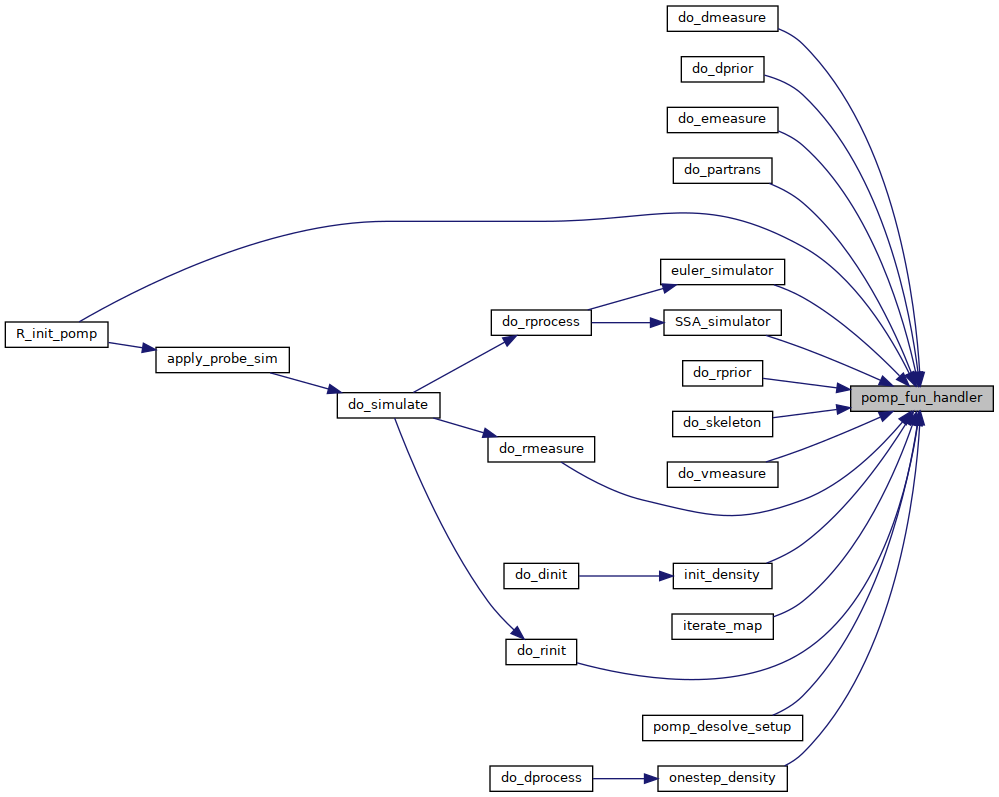 do_dmeasure
do_dprior
do_emeasure
do_partrans
euler_simulator
R_init_pomp
do_rprocess
SSA_simulator
apply_probe_sim
do_rprior
do_simulate
pomp_fun_handler
do_skeleton
do_rmeasure
do_vmeasure
do_dinit
init_density
iterate_map
do_rinit
pomp_desolve_setup
do_dprocess
onestep_density